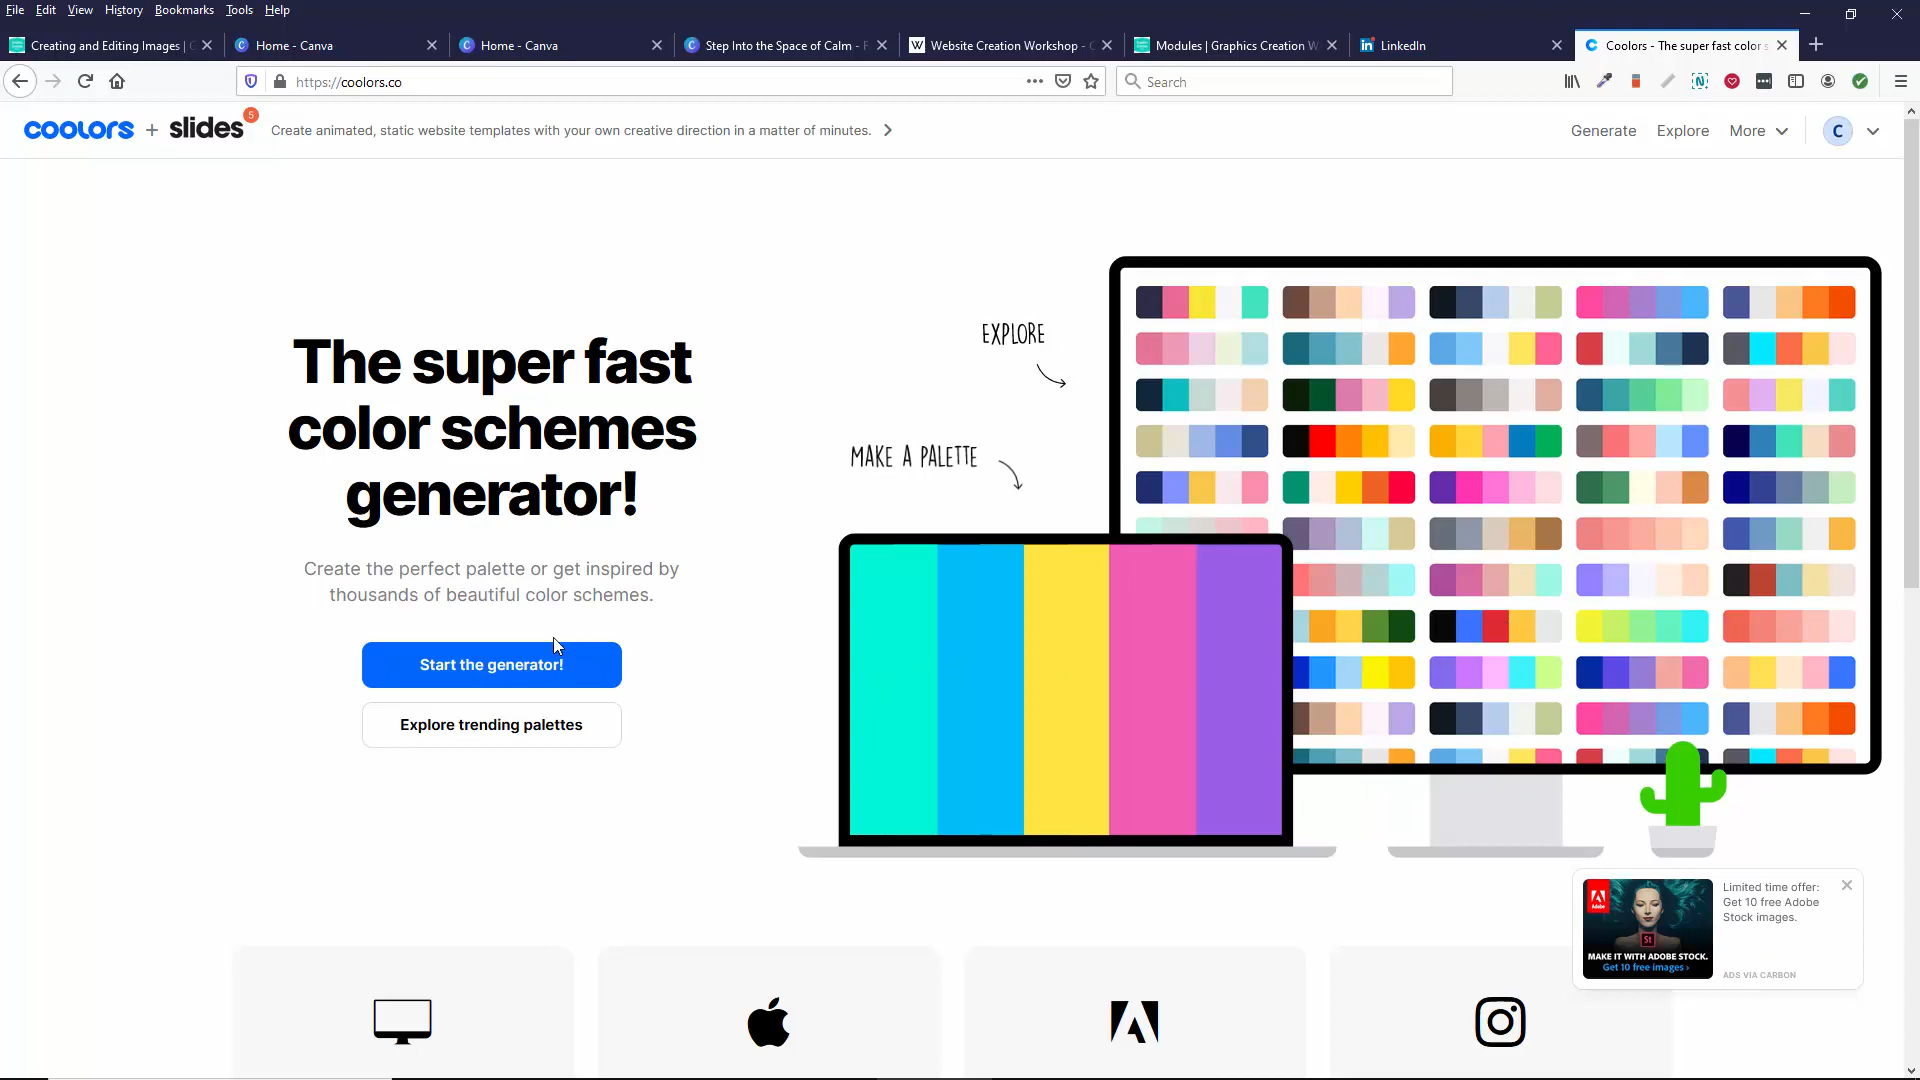 File Edit View History Bookmarks Tools Help
Creating and Editing Images |
Home - Canva
Home - Canva
Step Into the Space of Calm -
Website Creation Workshop -
Modules | Graphics Creation W
LinkedIn
Coolors - The super fast color s
https://coolors.co
Search
coolors + slides 5
Create animated, static website templates with your own creative direction in a matter of minutes.
Generate Explore More C
The super fast
color schemes
generator!
Create the perfect palette or get inspired by
thousands of beautiful color schemes.
Start the generator!
Explore trending palettes
EXPLORE
MAKE A PALETTE
Adobe
St
MAKE IT WITH ADOBE STOCK.
Get 10 free images ›
Limited time offer:
Get 10 free Adobe
Stock images.
ADS VIA CARBON